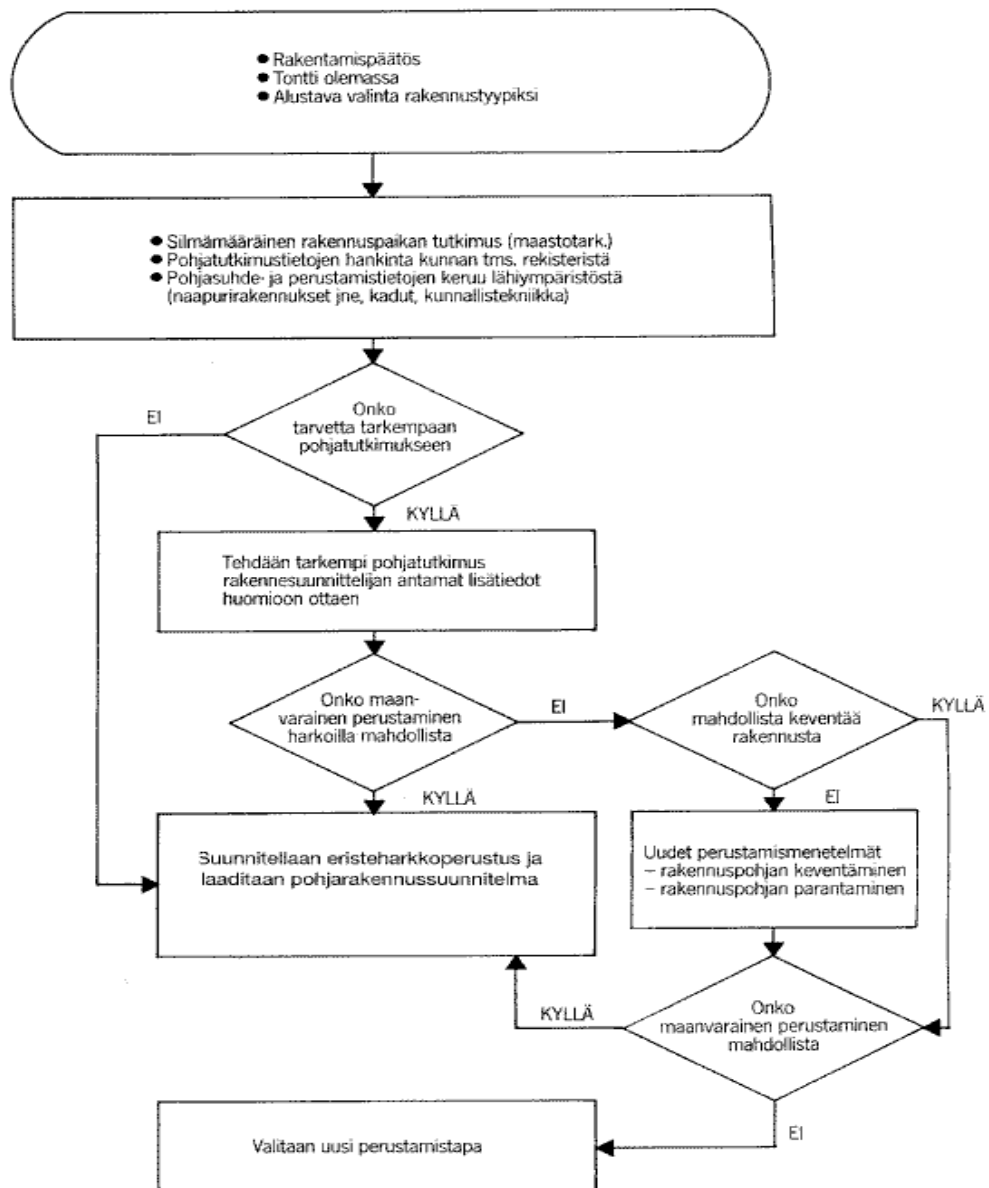 ● Rakentamispäätös
● Tontti olemassa
● Alustava valinta rakennustyypiksi
● Silmämääräinen rakennuspaikan tutkimus (maastotark.)
● Pohjatutkimustietojen hankinta kunnan tms. rekisteristä
● Pohjasuhde- ja perustamistietojen keruu lähiympäristöstä
(naapurirakennukset jne, kadut, kunnallistekniikka)
EI
Onko
tarvetta tarkempaan
pohjatutkimukseen
KYLLÄ
Tehdään tarkempi pohjatutkimus
rakennesuunnittelijan antamat lisätiedot
huomioon ottaen
Onko maan-
varainen perustaminen
harkoilla mahdollista
EI
Onko
mahdollista keventää
rakennusta
KYLLÄ
KYLLÄ
EI
Suunnitellaan eristeharkkoperustus ja
laaditaan pohjarakennussuunnitelma
Uudet perustamismenetelmät
– rakennuspohjan keventäminen
– rakennuspohjan parantaminen
KYLLÄ
Onko
maanvarainen perustaminen
mahdollista
EI
Valitaan uusi perustamistapa